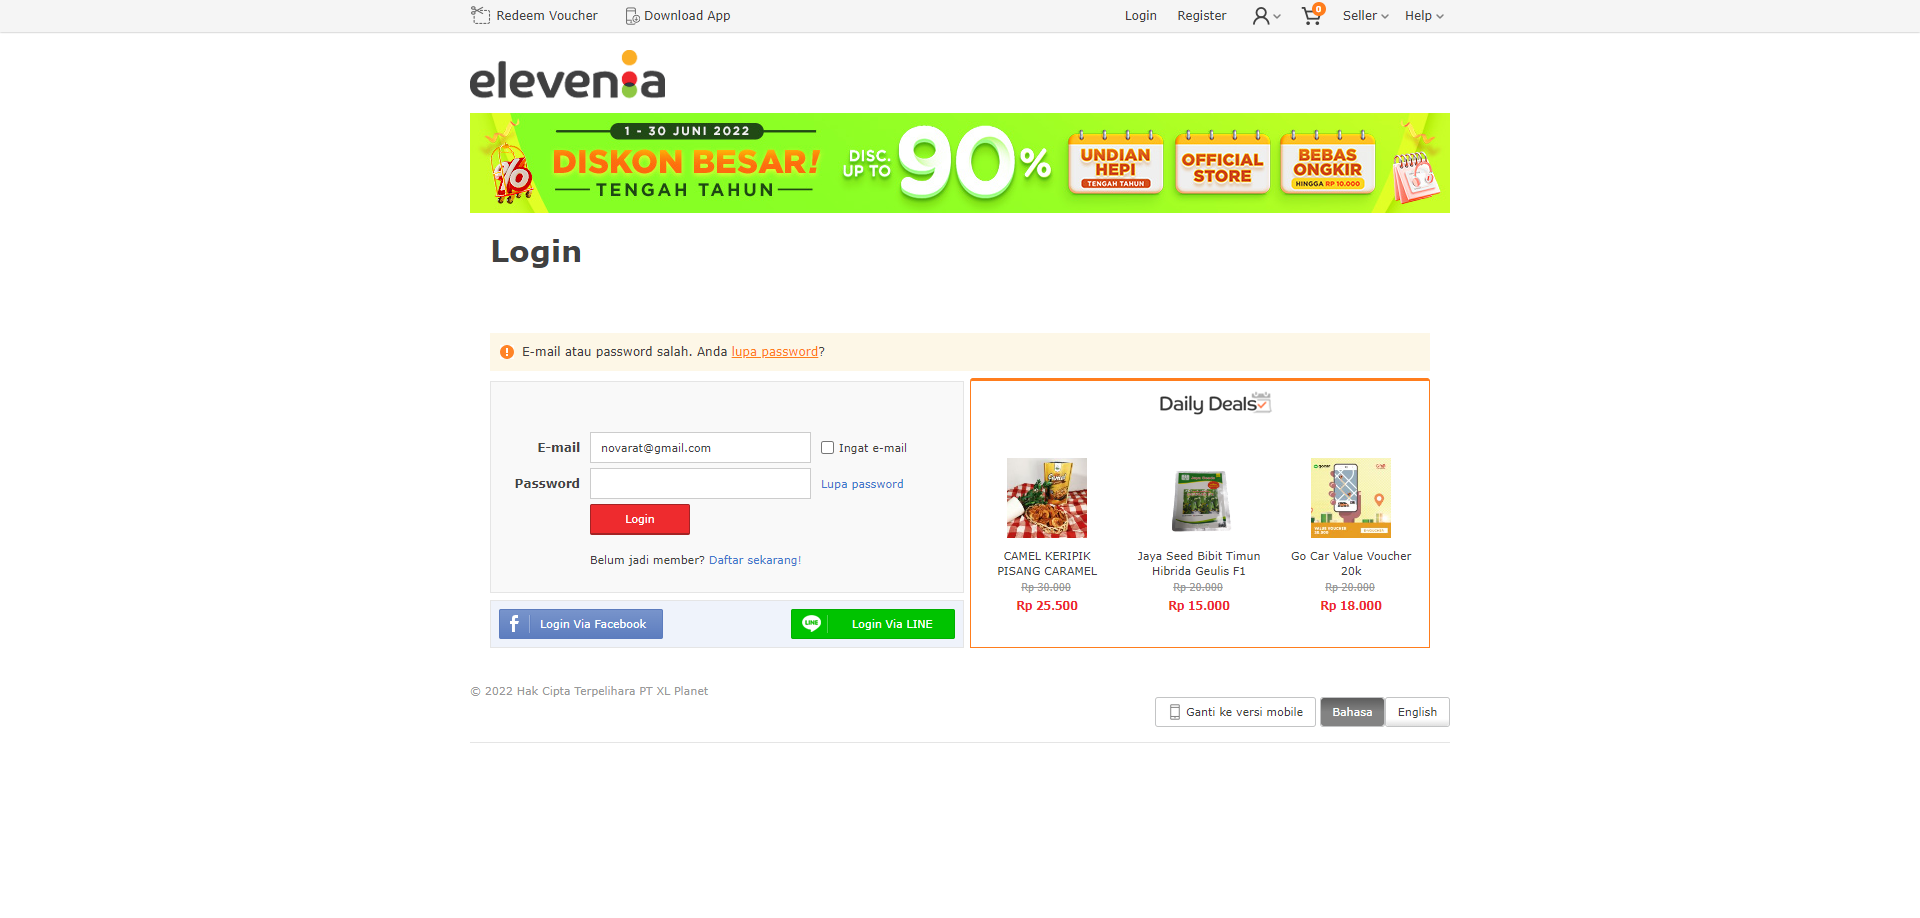 Redeem Voucher
Download App
Login
Register
0
Seller
Help
elevenia
1 - 30 JUNI 2022
DISKON BESAR!
TENGAH TAHUN
DISC. UP TO 90%
UNDIAN HEPI
TENGAH TAHUN
OFFICIAL STORE
BEBAS ONGKIR
HINGGA RP 10.000
%
Login
E-mail atau password salah. Anda lupa password?
E-mail
novarat@gmail.com
Ingat e-mail
Password
Lupa password
Login
Belum jadi member? Daftar sekarang!
Login Via Facebook
LINE
Login Via LINE
Daily Deals
CAMEL KERIPIK
PISANG CARAMEL
Rp 30.000
Rp 25.500
Jaya Seed Bibit Timun
Hibrida Geulis F1
Rp 20.000
Rp 15.000
VALUE VOUCHER
20.000
Go Car Value Voucher
20k
Rp 20.000
Rp 18.000
© 2022 Hak Cipta Terpelihara PT XL Planet
Ganti ke versi mobile
Bahasa
English